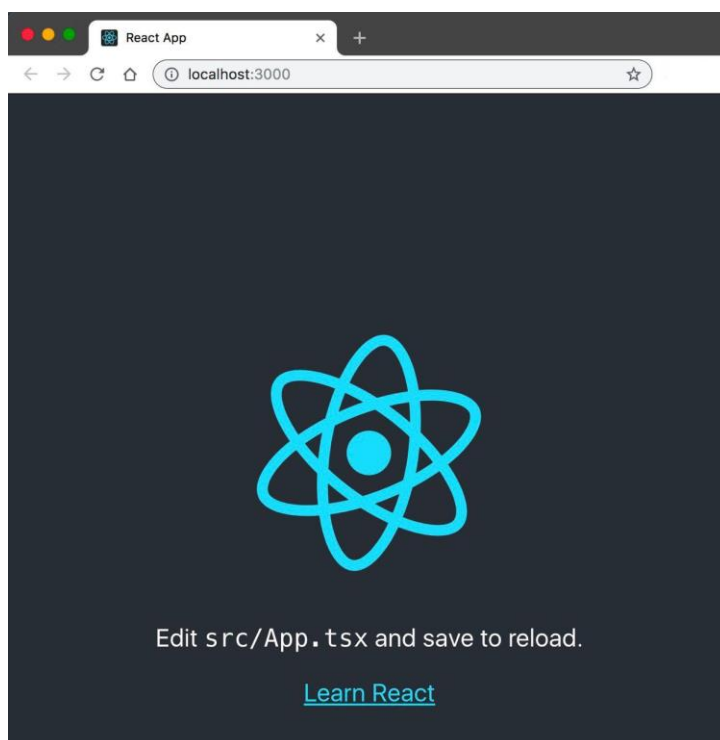 React App
localhost:3000
Edit src/App.tsx and save to reload.
Learn React